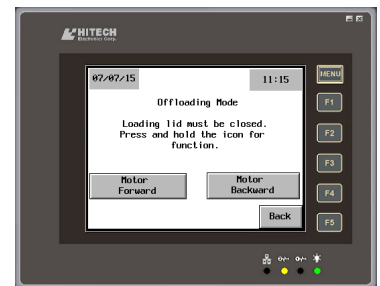 HITECH
Electronics Corp.
07/07/15
11:15
MENU
Offloading Mode
F1
Loading lid must be closed.
Press and hold the icon for
function.
F2
F3
Motor
Forward
Motor
Backward
F4
Back
F5